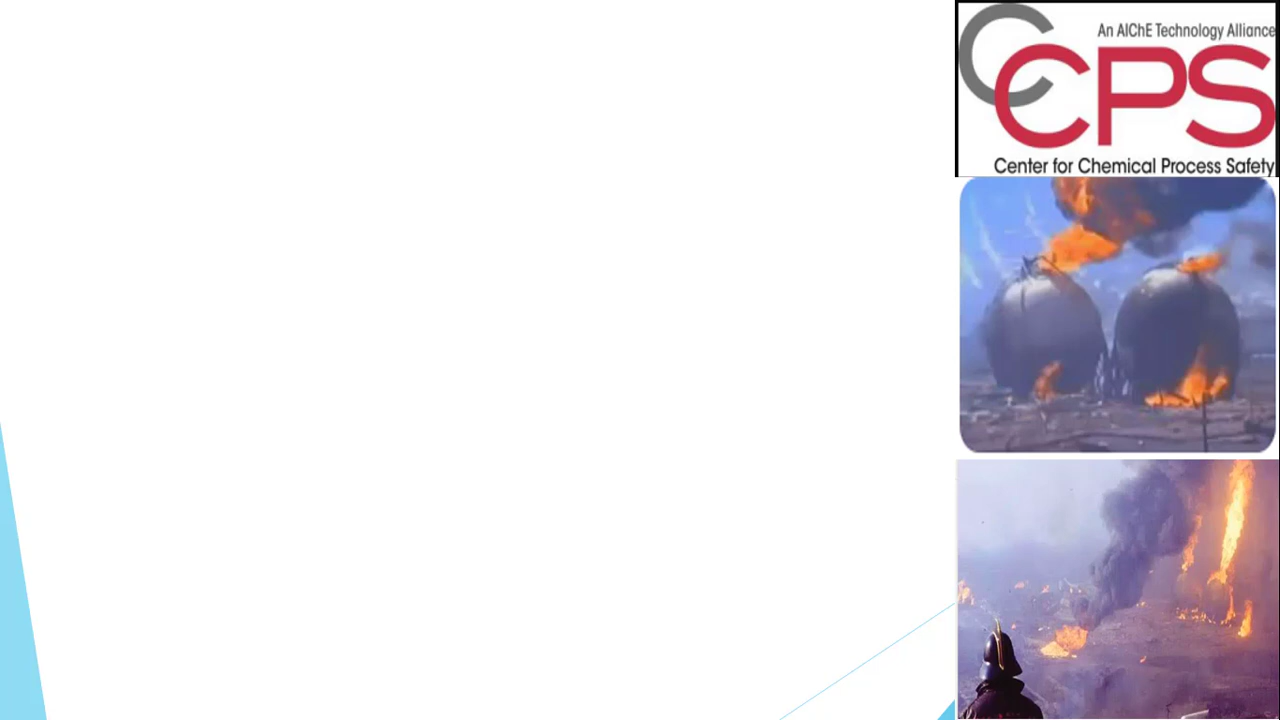 An AIChE Technology Alliance
CCPS
Center for Chemical Process Safety